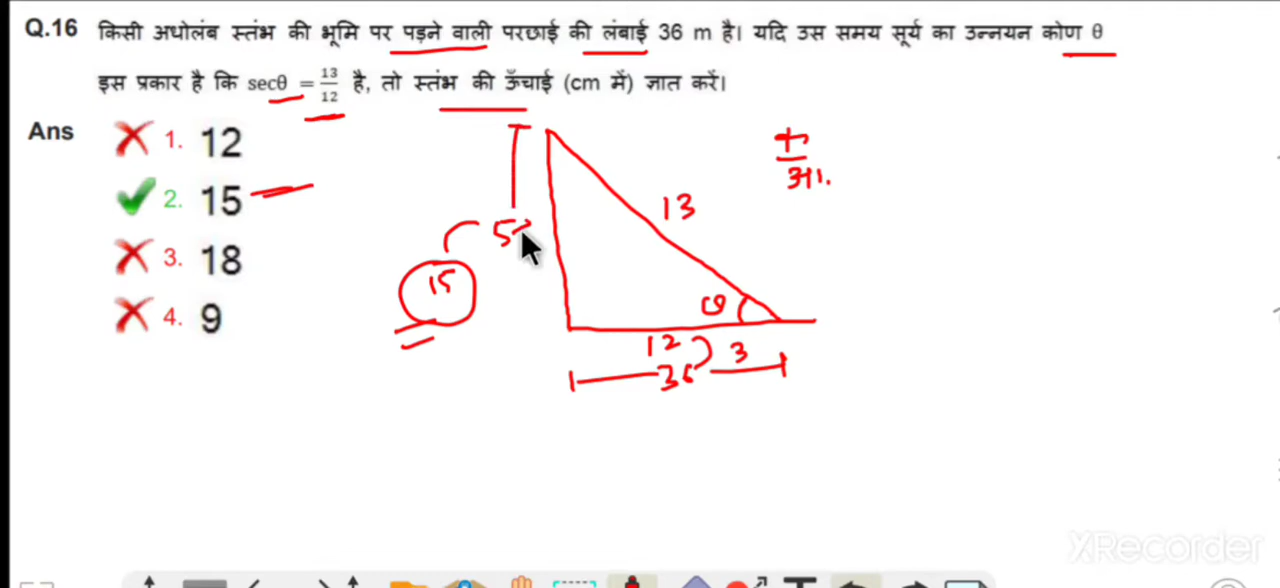 Q.16 किसी अधोलंब स्तंभ की भूमि पर पड़ने वाली परछाई की लंबाई 36 m है। यदि उस समय सूर्य का उन्नयन कोण θ
इस प्रकार है कि secθ = 13/12 है, तो स्तंभ की ऊँचाई (cm में) ज्ञात करें।
Ans
1. 12
2. 15
3. 18
4. 9
13
5
15
θ
12
3
36
XRecorder